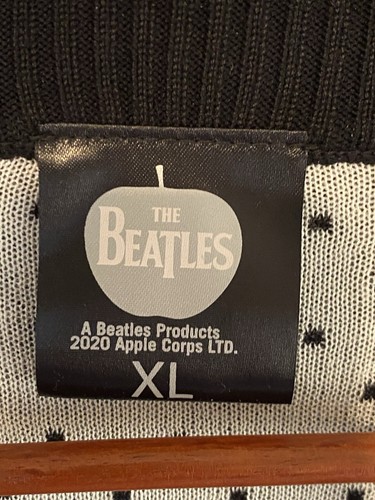 THE
BEATLES
A Beatles Products
2020 Apple Corps LTD.
XL